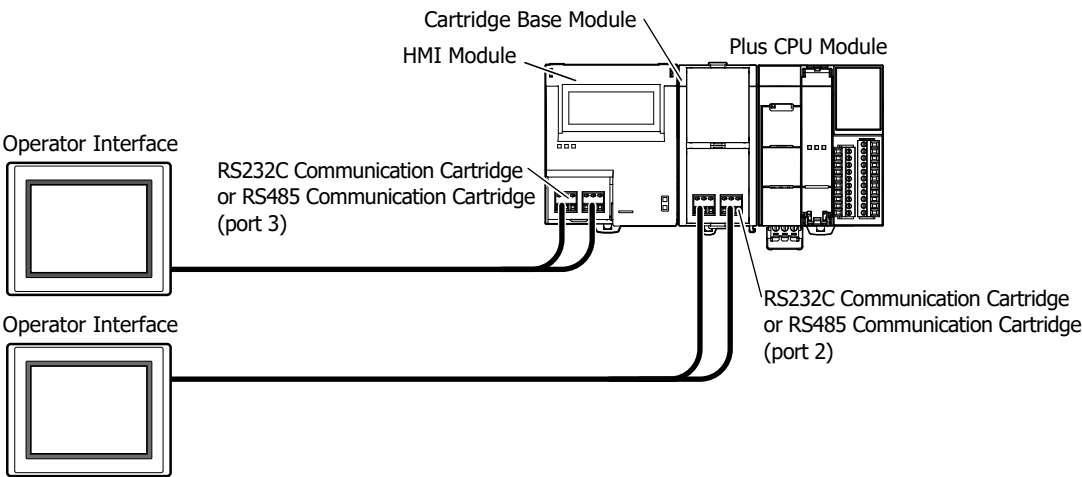 Cartridge Base Module
HMI Module
Plus CPU Module
Operator Interface
RS232C Communication Cartridge
or RS485 Communication Cartridge
(port 3)
RS232C Communication Cartridge
or RS485 Communication Cartridge
(port 2)
Operator Interface